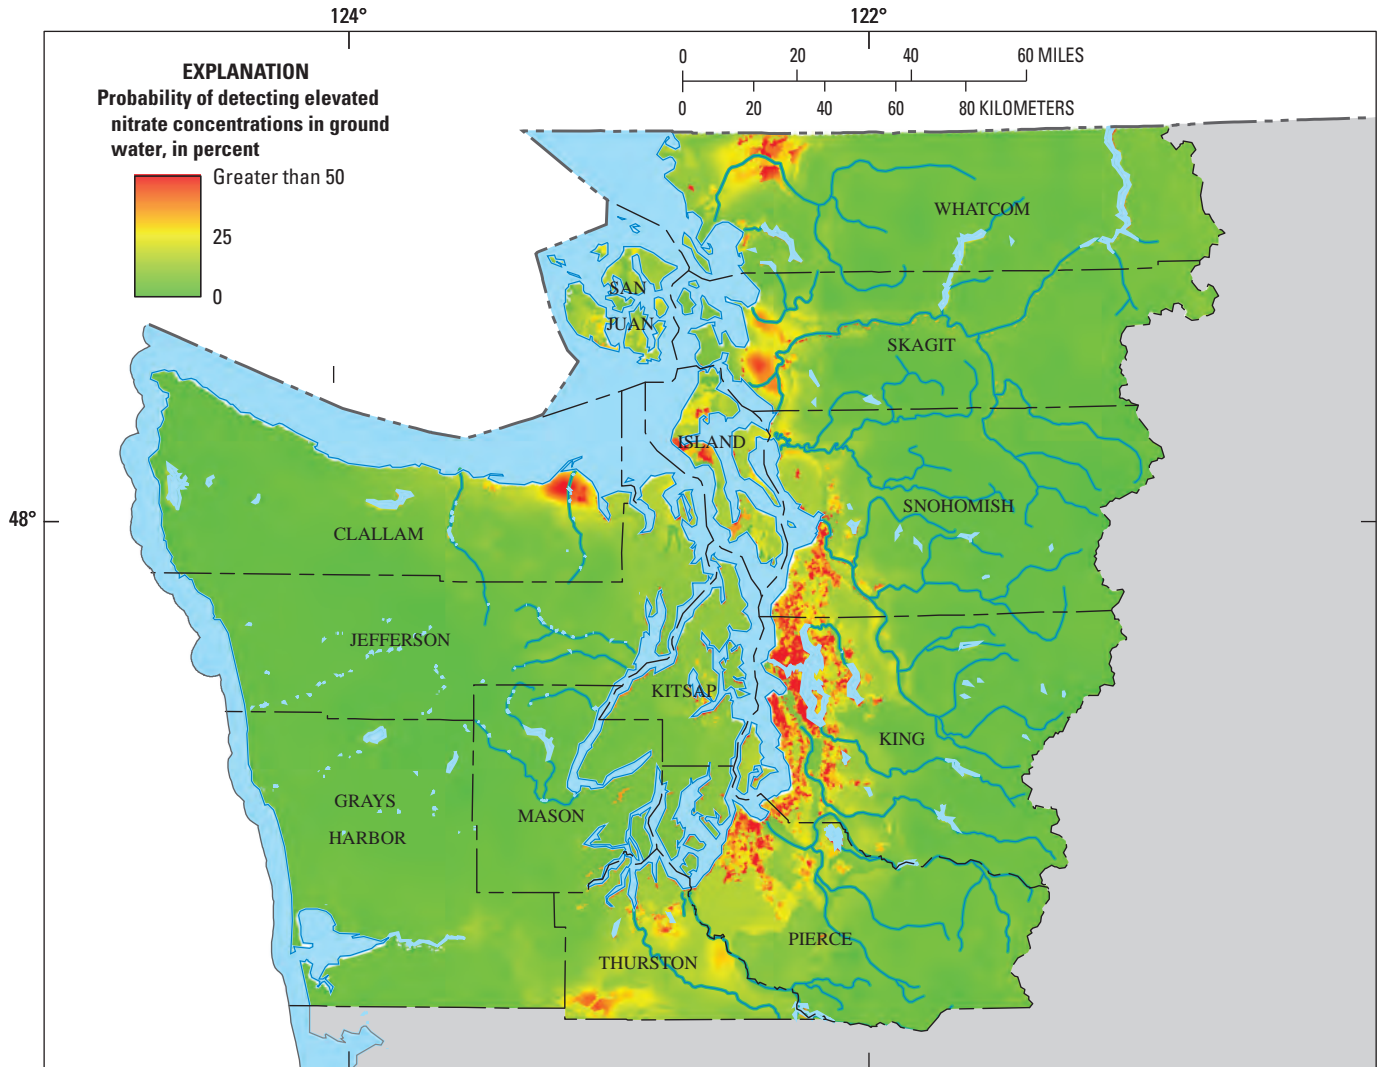 124°
122°
0 20 40 60 MILES
0 20 40 60 80 KILOMETERS
EXPLANATION
Probability of detecting elevated
nitrate concentrations in ground
water, in percent
Greater than 50
25
0
WHATCOM
SAN
JUAN
SKAGIT
ISLAND
48°
SNOHOMISH
CLALLAM
JEFFERSON
KITSAP
KING
GRAYS
HARBOR
MASON
PIERCE
THURSTON